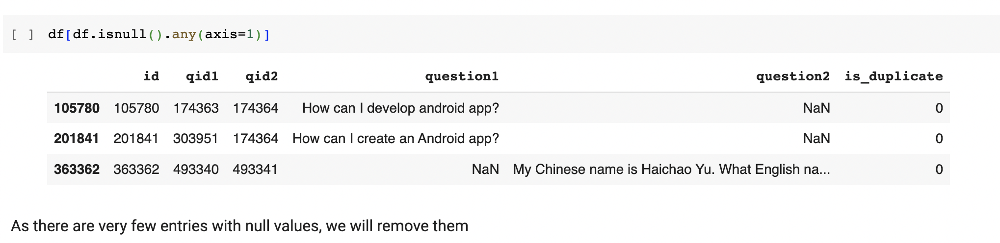 [ ] df[df.isnull().any(axis=1)]
id qid1 qid2 question1 question2 is_duplicate
105780 105780 174363 174364 How can I develop android app? NaN 0
201841 201841 303951 174364 How can I create an Android app? NaN 0
363362 363362 493340 493341 NaN My Chinese name is Haichao Yu. What English na... 0
As there are very few entries with null values, we will remove them